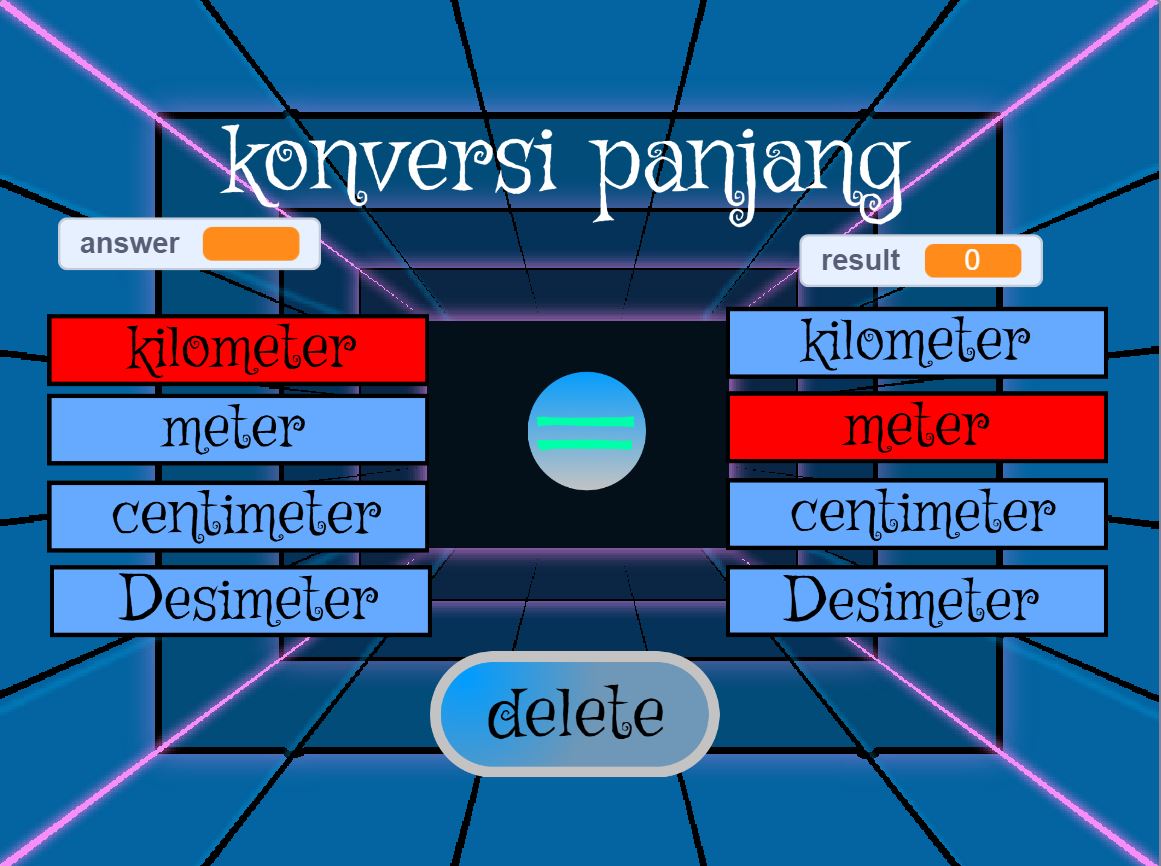 konversi panjang
answer
result 0
kilometer
kilometer
meter
meter
centimeter
centimeter
Desimeter
Desimeter
=
delete